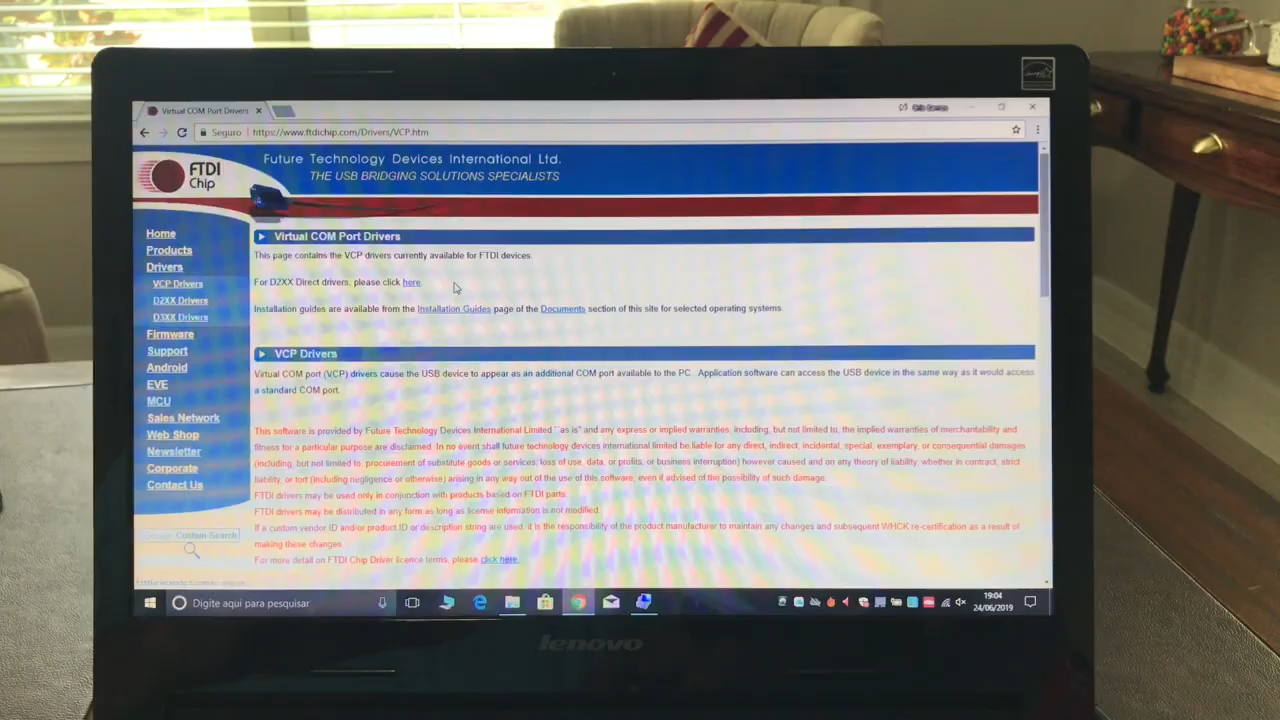 Virtual COM Port Drivers
Seguro | https://www.ftdichip.com/Drivers/VCP.htm
FTDI
Chip
Future Technology Devices International Ltd.
THE USB BRIDGING SOLUTIONS SPECIALISTS
Home
Products
Drivers
VCP Drivers
D2XX Drivers
D3XX Drivers
Firmware
Support
Android
EVE
MCU
Sales Network
Web Shop
Newsletter
Corporate
Contact Us
Custom Search
Virtual COM Port Drivers
This page contains the VCP drivers currently available for FTDI devices.
For D2XX Direct drivers, please click here.
Installation guides are available from the Installation Guides page of the Documents section of this site for selected operating systems.
VCP Drivers
Virtual COM port (VCP) drivers cause the USB device to appear as an additional COM port available to the PC. Application software can access the USB device in the same way as it would access
a standard COM port.
This software is provided by Future Technology Devices International Limited ``as is'' and any express or implied warranties, including, but not limited to, the implied warranties of merchantability and
fitness for a particular purpose are disclaimed. In no event shall future technology devices international limited be liable for any direct, indirect, incidental, special, exemplary, or consequential damages
(including, but not limited to, procurement of substitute goods or services; loss of use, data, or profits; or business interruption) however caused and on any theory of liability, whether in contract, strict
liability, or tort (including negligence or otherwise) arising in any way out of the use of this software, even if advised of the possibility of such damage.
FTDI drivers may be used only in conjunction with products based on FTDI parts.
FTDI drivers may be distributed in any form as long as license information is not modified.
If a custom vendor ID and/or product ID or description string are used, it is the responsibility of the product manufacturer to maintain any changes and subsequent WHCK re-certification as a result of
making these changes.
For more detail on FTDI Chip Driver licence terms, please click here.
Digite aqui para pesquisar
19:04
24/06/2019
lenovo